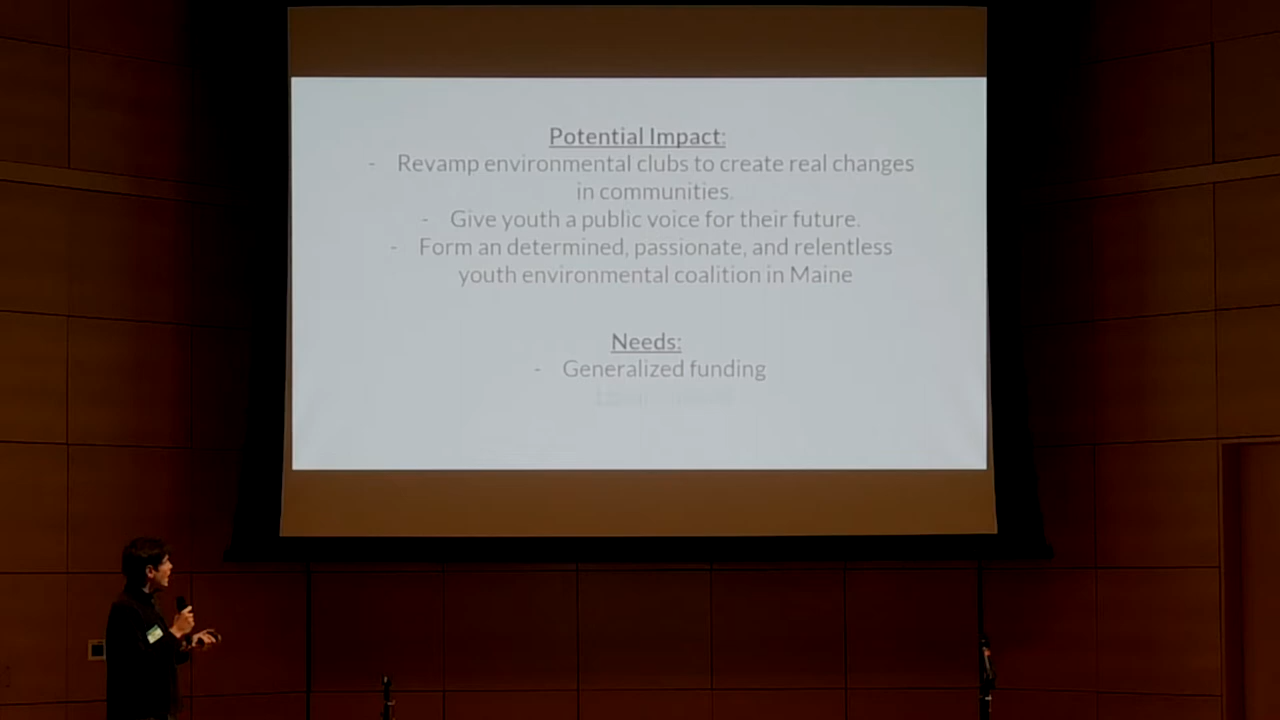 Potential Impact:
- Revamp environmental clubs to create real changes
in communities.
- Give youth a public voice for their future.
- Form an determined, passionate, and relentless
youth environmental coalition in Maine
Needs:
- Generalized funding